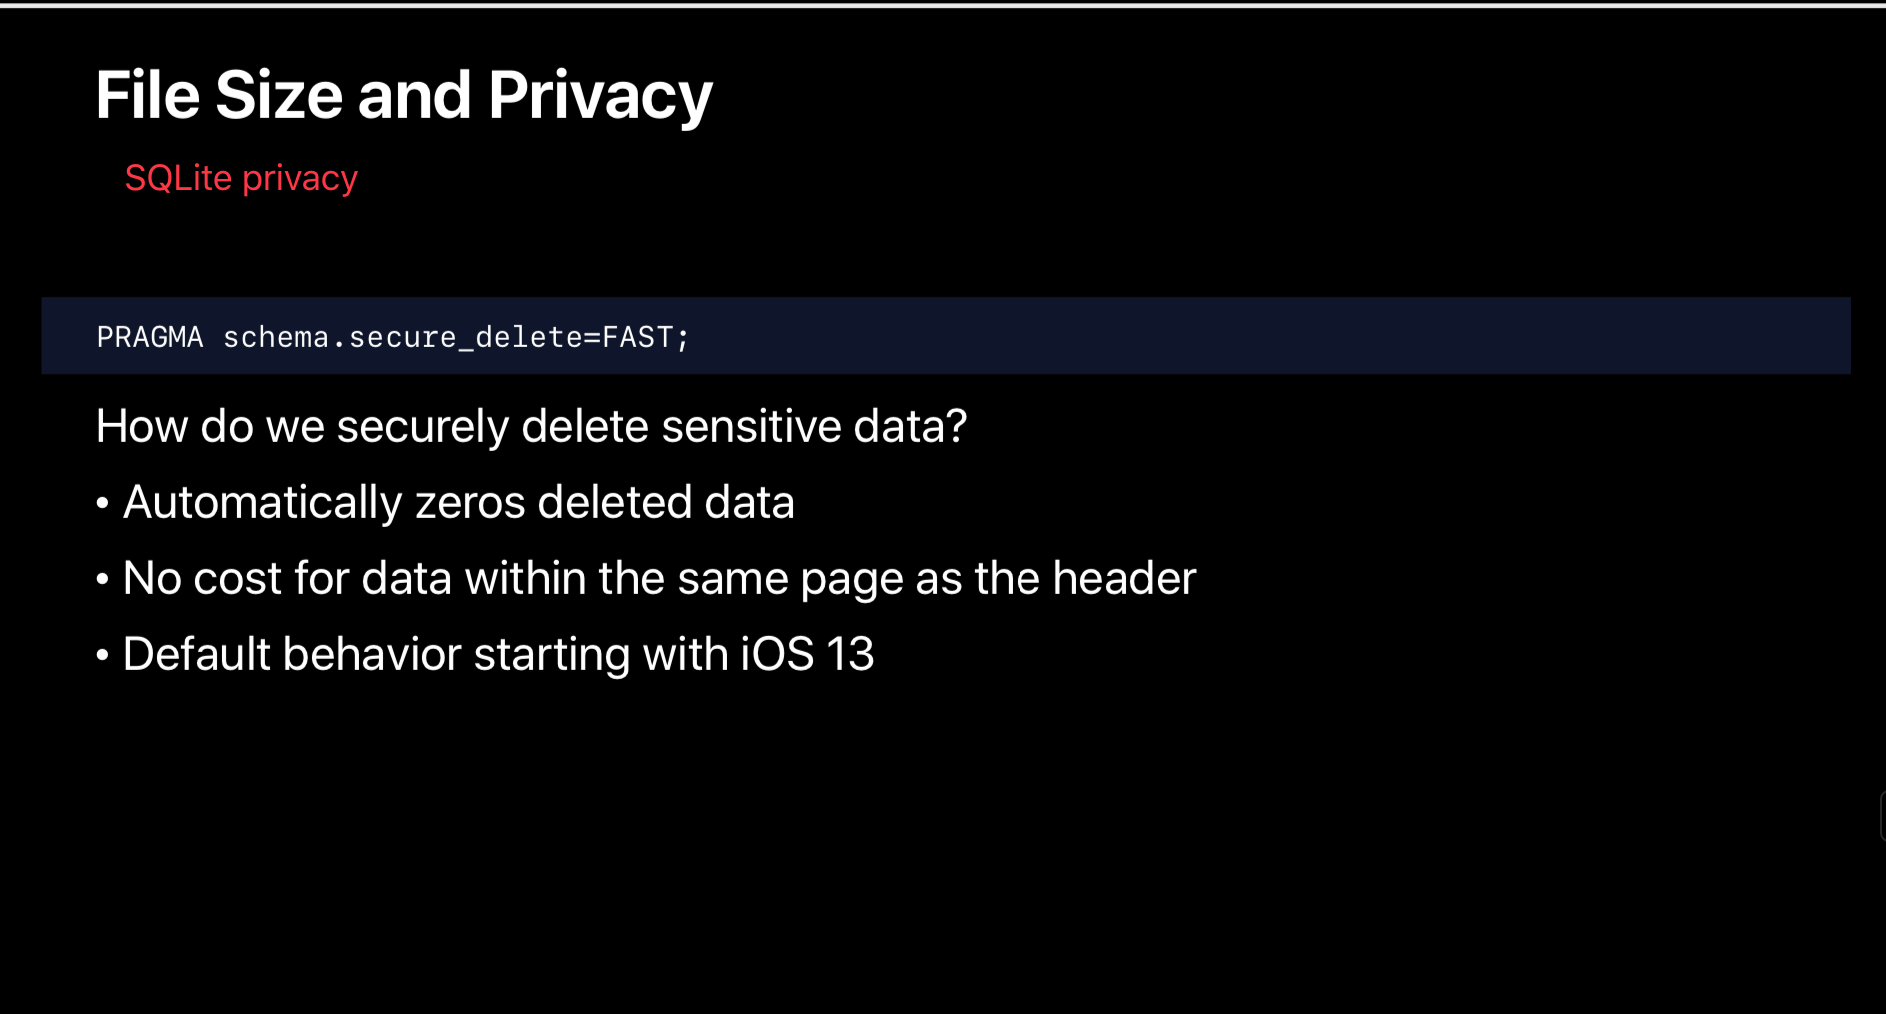 File Size and Privacy
SQLite privacy
PRAGMA schema.secure_delete=FAST;
How do we securely delete sensitive data?
• Automatically zeros deleted data
• No cost for data within the same page as the header
• Default behavior starting with iOS 13